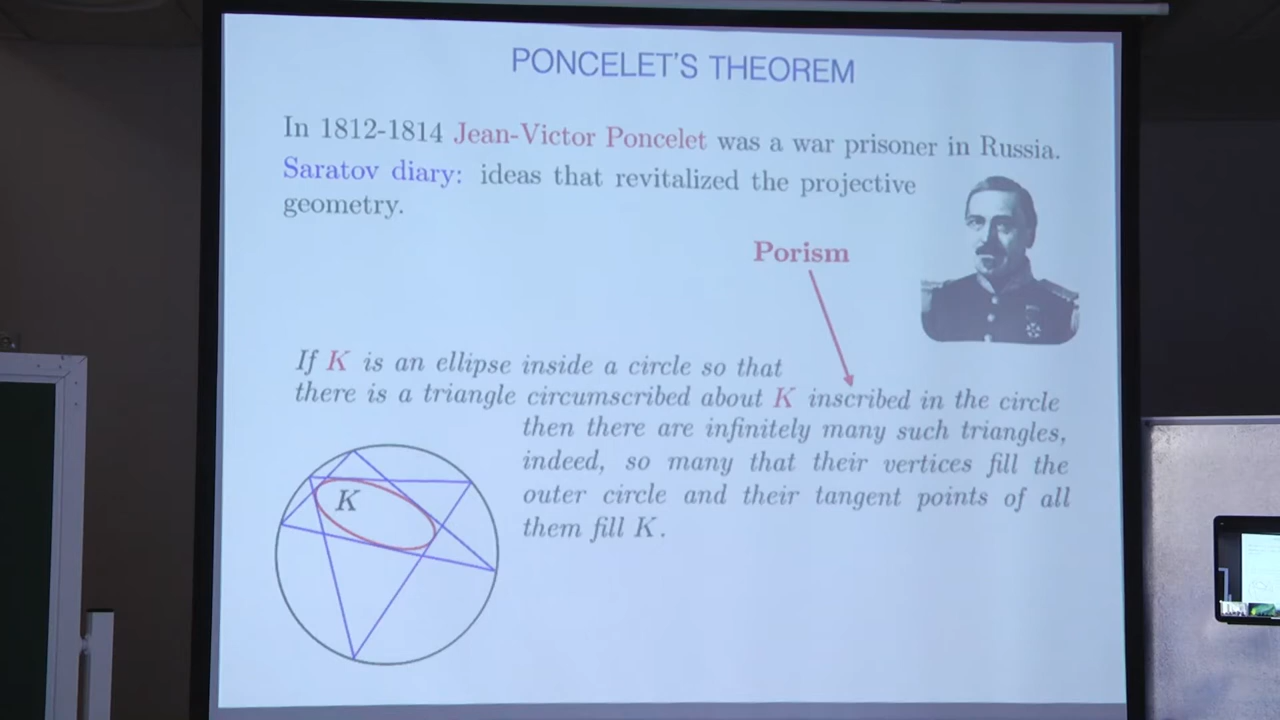 PONCELET'S THEOREM
In 1812-1814 Jean-Victor Poncelet was a war prisoner in Russia.
Saratov diary: ideas that revitalized the projective
geometry.
Porism
If K is an ellipse inside a circle so that
there is a triangle circumscribed about K inscribed in the circle
then there are infinitely many such triangles,
indeed, so many that their vertices fill the
outer circle and their tangent points of all
them fill K.
K